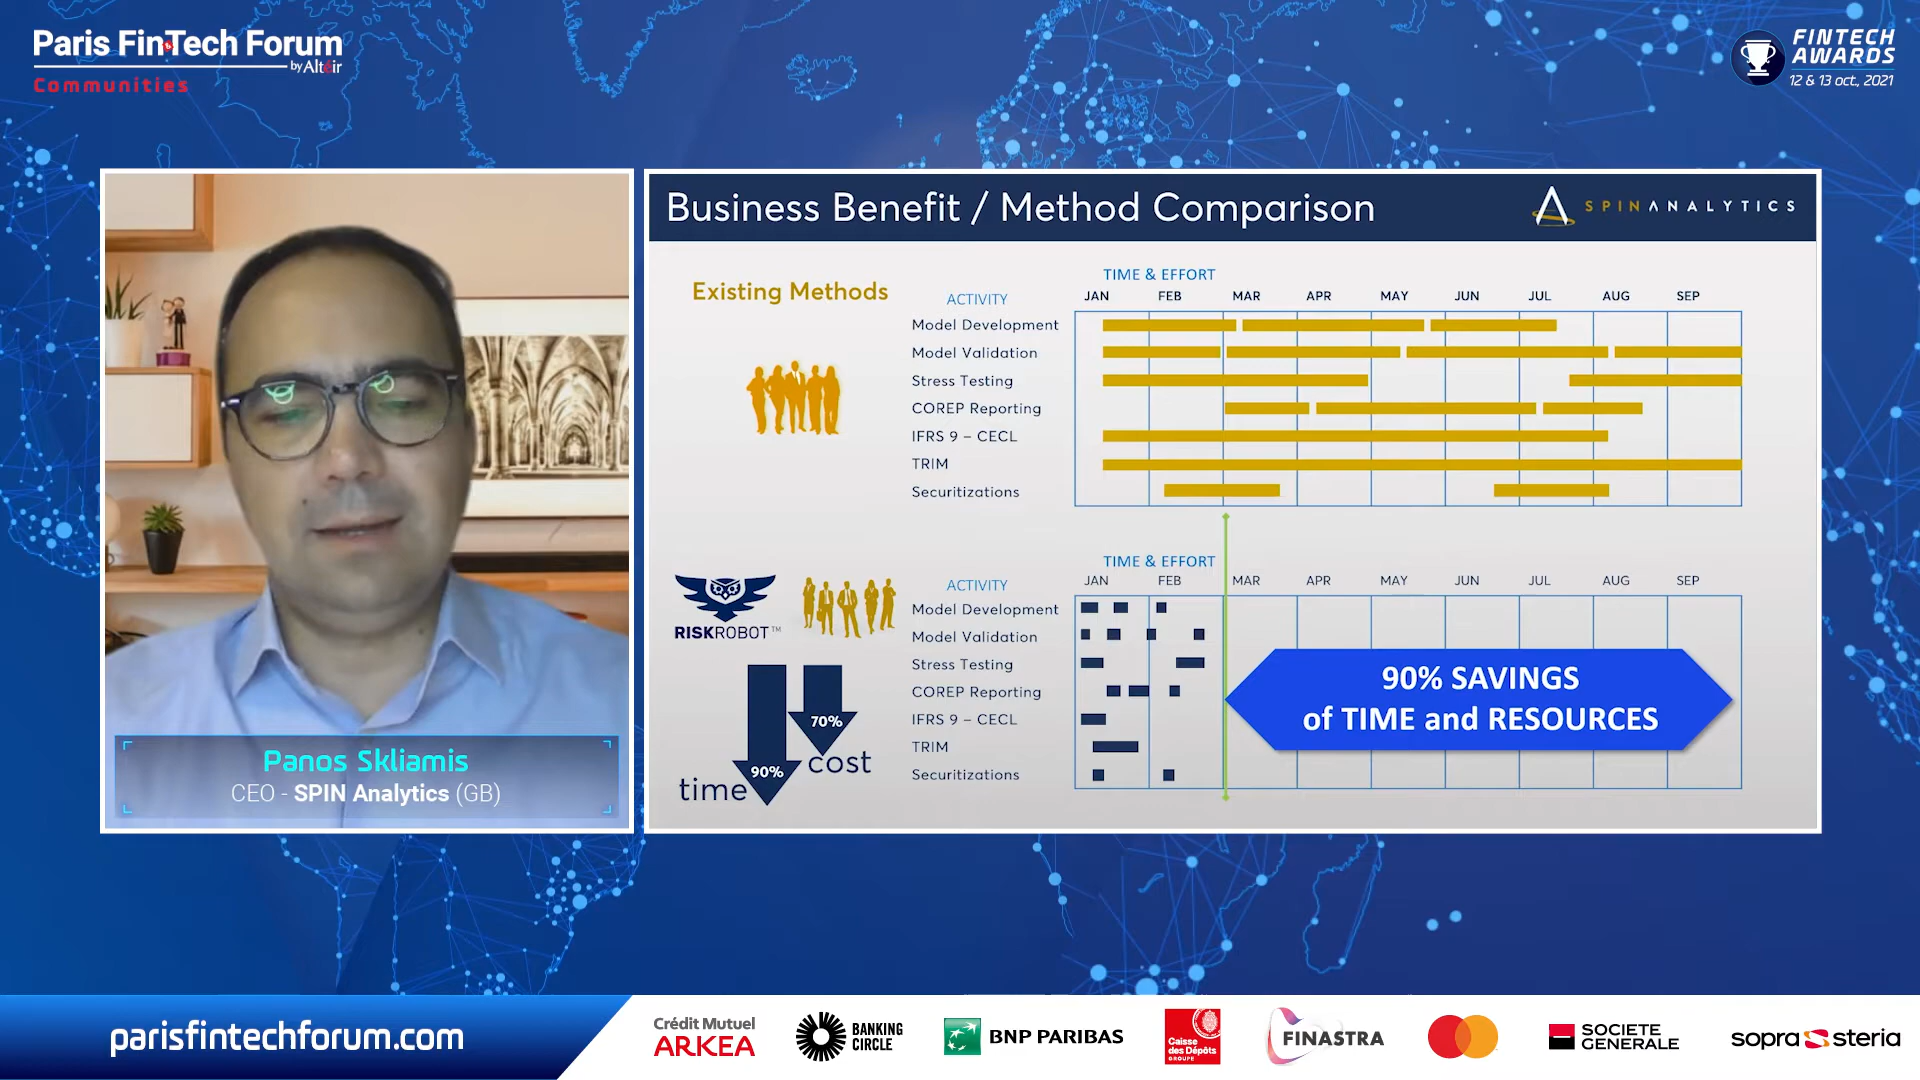 Paris FinTech Forum
by Altéir
Communities
FINTECH
AWARDS
12 & 13 oct., 2021
Business Benefit / Method Comparison
SPIN ANALYTICS
Existing Methods
TIME & EFFORT
ACTIVITY
JAN FEB MAR APR MAY JUN JUL AUG SEP
Model Development
Model Validation
Stress Testing
COREP Reporting
IFRS 9 – CECL
TRIM
Securitizations
TIME & EFFORT
ACTIVITY
JAN FEB MAR APR MAY JUN JUL AUG SEP
RISKROBOT™
Model Development
Model Validation
Stress Testing
COREP Reporting
IFRS 9 – CECL
TRIM
Securitizations
70%
cost
90%
time
90% SAVINGS
of TIME and RESOURCES
Panos Skliamis
CEO - SPIN Analytics (GB)
parisfintechforum.com
Crédit Mutuel
ARKEA
BANKING
CIRCLE
BNP PARIBAS
Caisse
des Dépôts
GROUPE
FINASTRA
SOCIETE
GENERALE
sopra steria